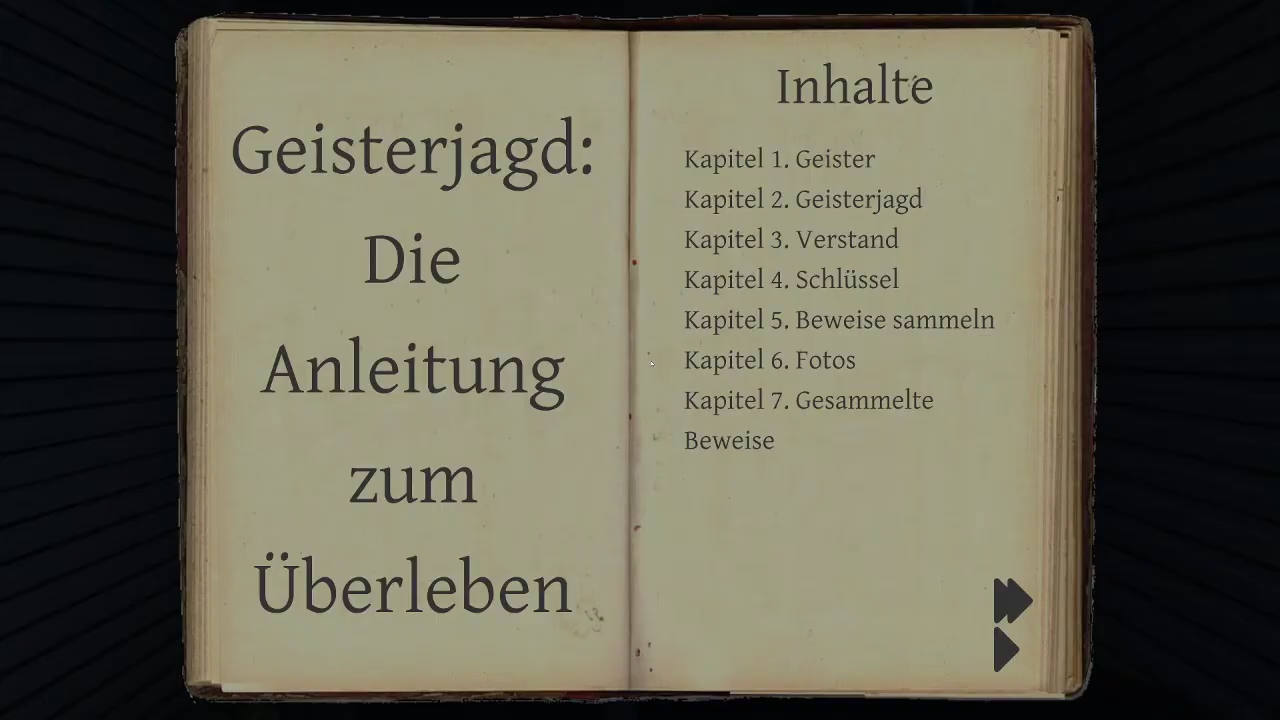 Geisterjagd:
Die
Anleitung
zum
Überleben
Inhalte
Kapitel 1. Geister
Kapitel 2. Geisterjagd
Kapitel 3. Verstand
Kapitel 4. Schlüssel
Kapitel 5. Beweise sammeln
Kapitel 6. Fotos
Kapitel 7. Gesammelte
Beweise